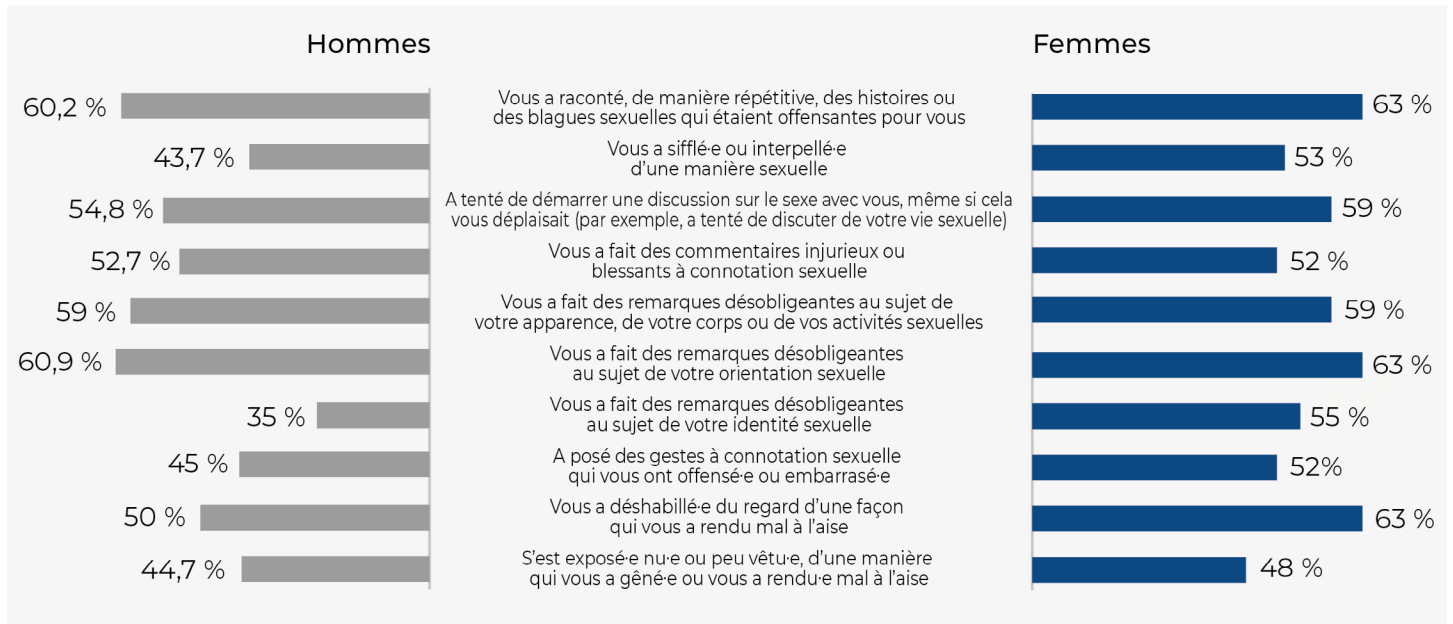 Hommes
Femmes
60,2 %
Vous a raconté, de manière répétitive, des histoires ou
des blagues sexuelles qui étaient offensantes pour vous
63 %
43,7 %
Vous a sifflé·e ou interpellé·e
d'une manière sexuelle
53 %
54,8 %
A tenté de démarrer une discussion sur le sexe avec vous, même si cela
vous déplaisait (par exemple, a tenté de discuter de votre vie sexuelle)
59 %
52,7 %
Vous a fait des commentaires injurieux ou
blessants à connotation sexuelle
52 %
59 %
Vous a fait des remarques désobligeantes au sujet de
votre apparence, de votre corps ou de vos activités sexuelles
59 %
60,9 %
Vous a fait des remarques désobligeantes
au sujet de votre orientation sexuelle
63 %
35 %
Vous a fait des remarques désobligeantes
au sujet de votre identité sexuelle
55 %
45 %
A posé des gestes à connotation sexuelle
qui vous ont offensé·e ou embarrasé·e
52%
50 %
Vous a déshabillé·e du regard d'une façon
qui vous a rendu mal à l'aise
63 %
44,7 %
S'est exposé·e nu·e ou peu vêtu·e, d'une manière
qui vous a gêné·e ou vous a rendu·e mal à l'aise
48 %